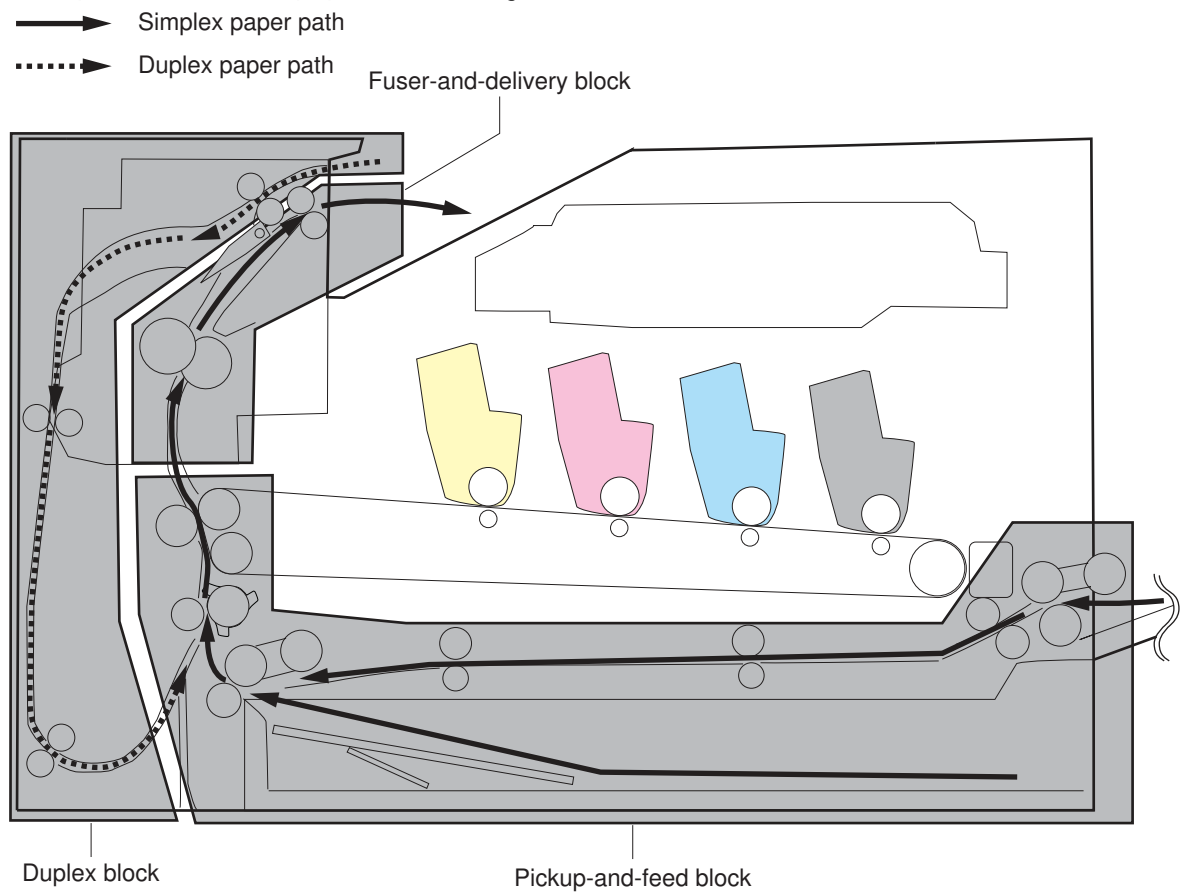 Simplex paper path
Duplex paper path
Fuser-and-delivery block
Duplex block
Pickup-and-feed block